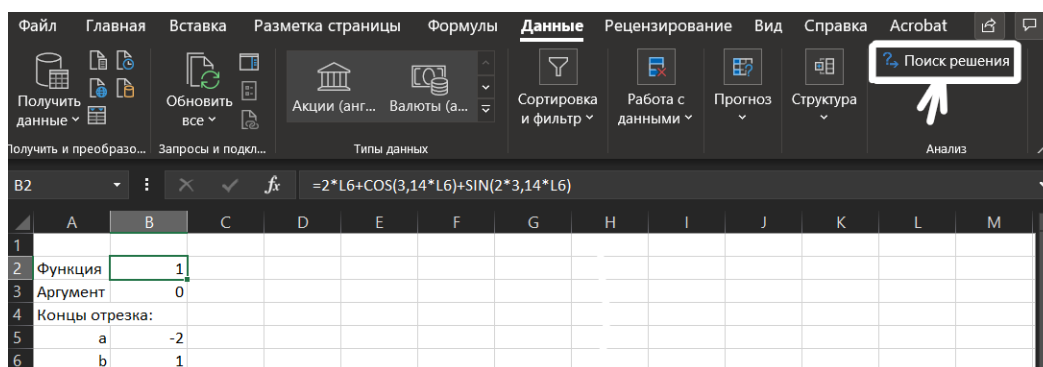 Файл Главная Вставка Разметка страницы Формулы Данные Рецензирование Вид Справка Acrobat
Получить данные
Обновить все
Акции (анг... Валюты (а...
Сортировка и фильтр
Работа с данными
Прогноз
Структура
Поиск решения
Получить и преобразо... Запросы и подкл... Типы данных Анализ
B2 fx =2*L6+COS(3,14*L6)+SIN(2*3,14*L6)
A B C D E F G H I J K L M
1
2 Функция 1
3 Аргумент 0
4 Концы отрезка:
5 a -2
6 b 1